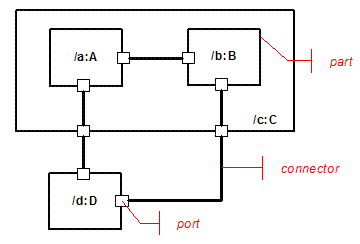 /a:A
/b:B
part
/c:C
connector
/d:D
port